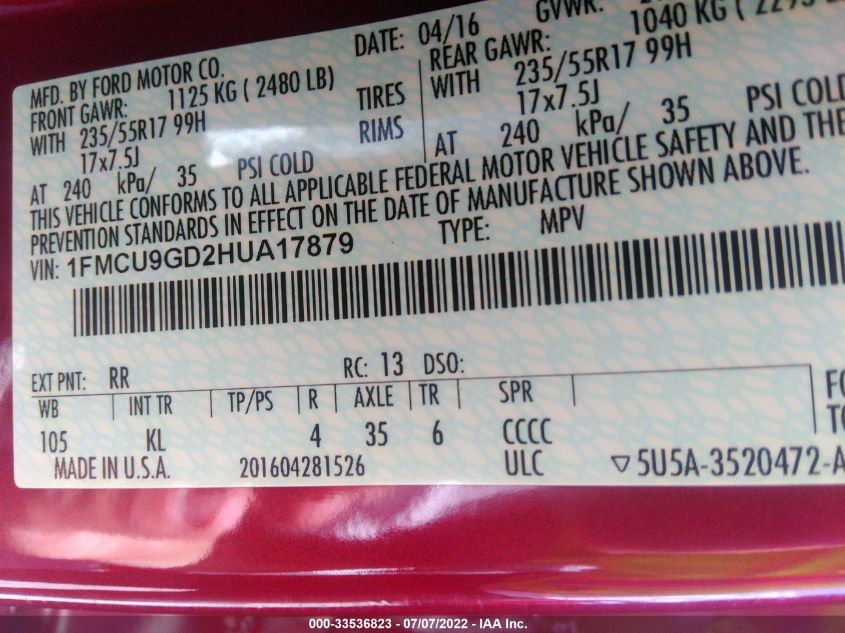 MFD. BY FORD MOTOR CO. DATE: 04/16 GVWR:
FRONT GAWR: 1125 KG ( 2480 LB) REAR GAWR: 1040 KG (
WITH 235/55R17 99H TIRES WITH 235/55R17 99H
17x7.5J RIMS 17x7.5J
AT 240 kPa/ 35 PSI COLD AT 240 kPa/ 35 PSI COLD
THIS VEHICLE CONFORMS TO ALL APPLICABLE FEDERAL MOTOR VEHICLE SAFETY AND THE
PREVENTION STANDARDS IN EFFECT ON THE DATE OF MANUFACTURE SHOWN ABOVE.
VIN: 1FMCU9GD2HUA17879 TYPE: MPV
EXT PNT: RR RC: 13 DSO:
WB INT TR TP/PS R AXLE TR SPR
105 KL 4 35 6 CCCC
MADE IN U.S.A. 201604281526 ULC ▽5U5A-3520472-A
000-33536823 - 07/07/2022 - IAA Inc.